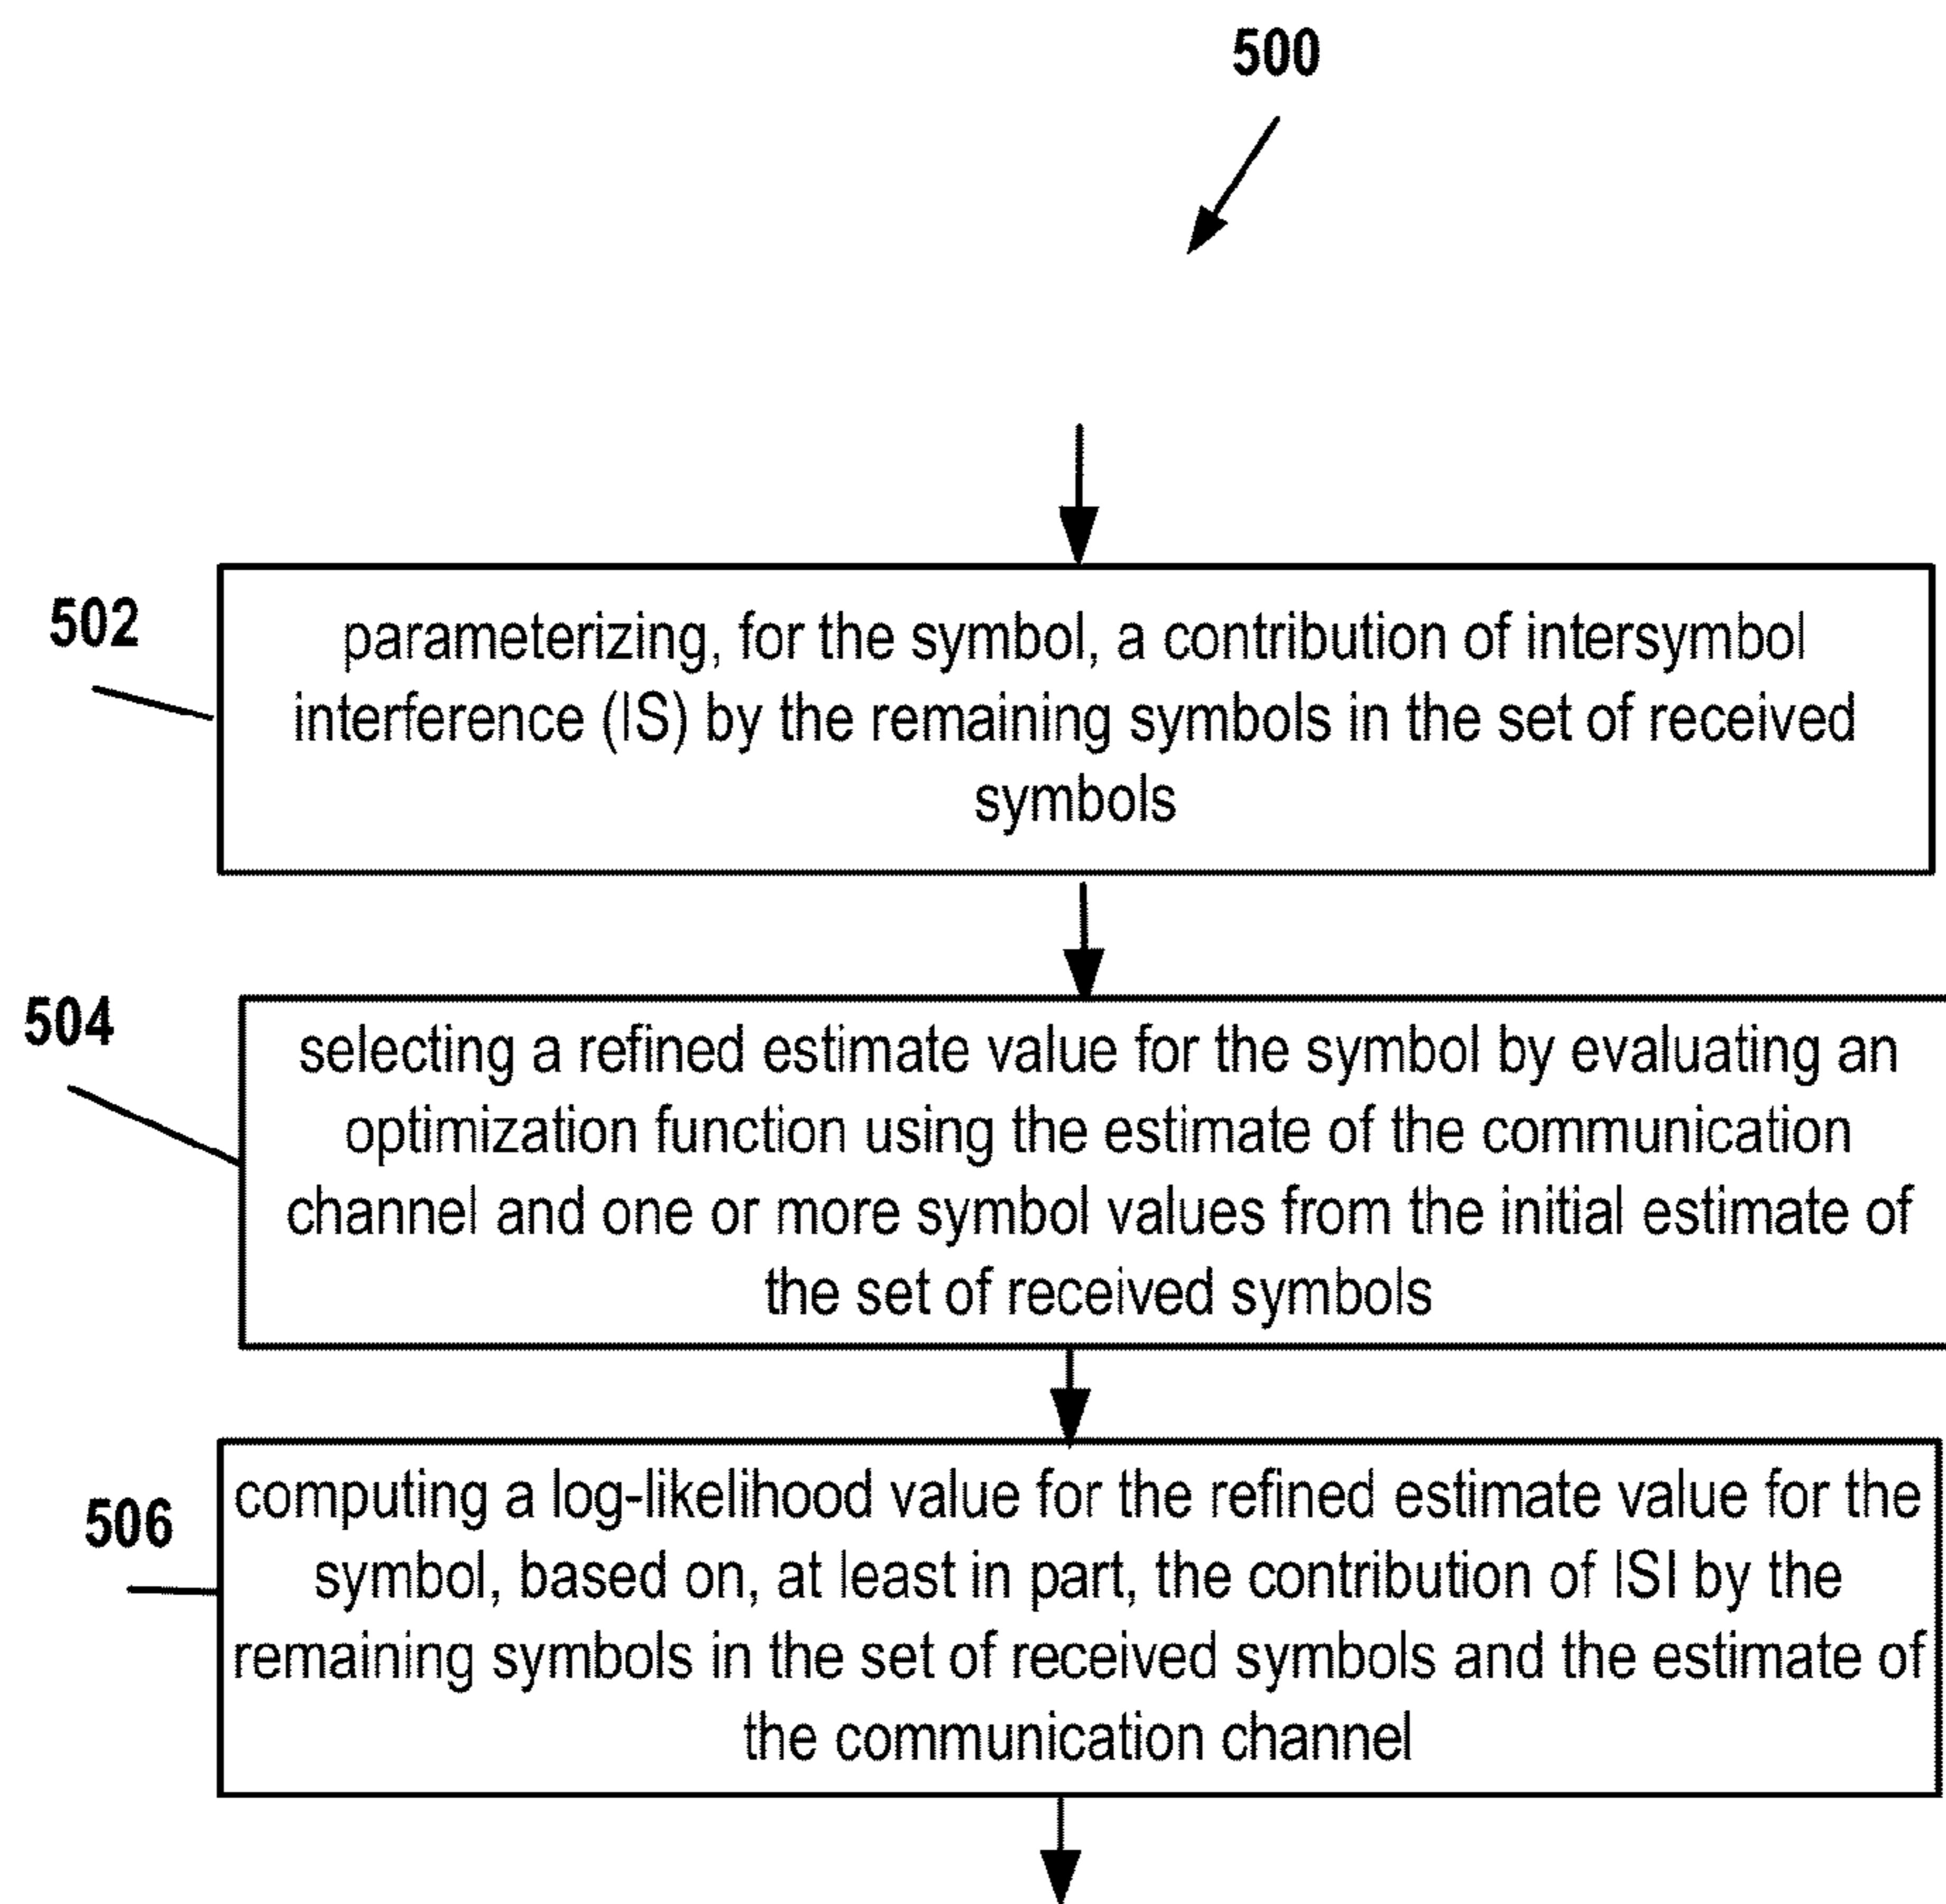 500
502
parameterizing, for the symbol, a contribution of intersymbol
interference (IS) by the remaining symbols in the set of received
symbols
504
selecting a refined estimate value for the symbol by evaluating an
optimization function using the estimate of the communication
channel and one or more symbol values from the initial estimate of
the set of received symbols
506
computing a log-likelihood value for the refined estimate value for the
symbol, based on, at least in part, the contribution of ISI by the
remaining symbols in the set of received symbols and the estimate of
the communication channel